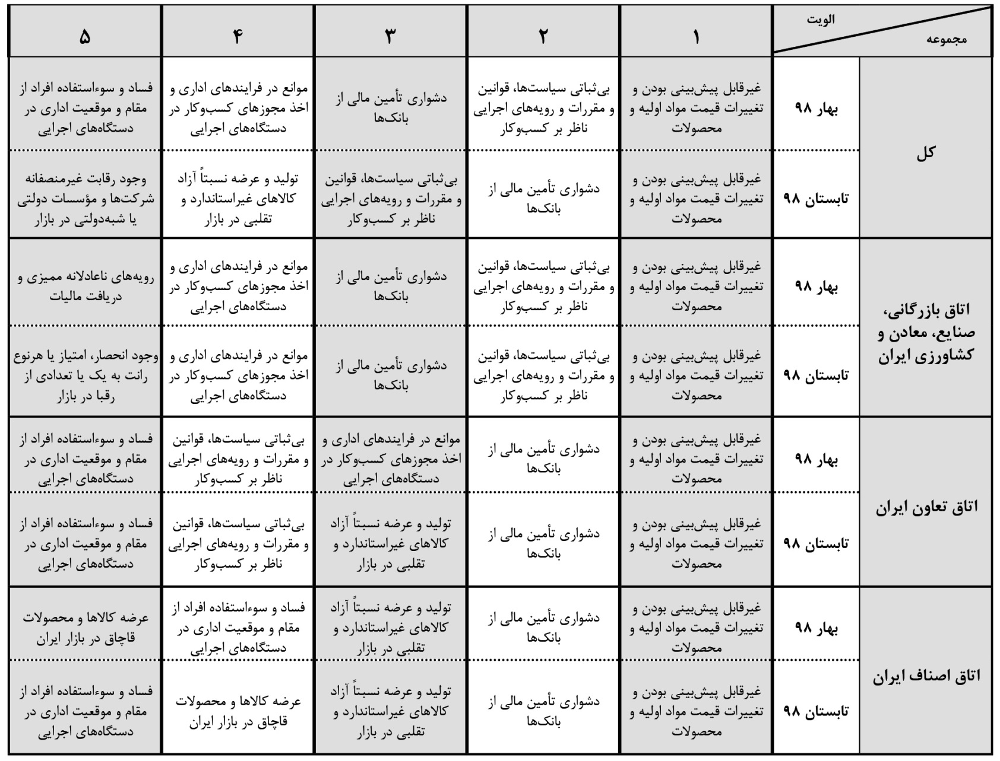 الویت
مجموعه
۱
۲
۳
۴
۵
کل
بهار ۹۸
غیرقابل پیش‌بینی بودن و
تغییرات قیمت مواد اولیه و
محصولات
بی‌ثباتی سیاست‌ها، قوانین
و مقررات و رویه‌های اجرایی
ناظر بر کسب‌وکار
دشواری تأمین مالی از
بانک‌ها
موانع در فرایندهای اداری و
اخذ مجوزهای کسب‌وکار در
دستگاه‌های اجرایی
فساد و سوءاستفاده افراد از
مقام و موقعیت اداری در
دستگاه‌های اجرایی
تابستان ۹۸
غیرقابل پیش‌بینی بودن و
تغییرات قیمت مواد اولیه و
محصولات
دشواری تأمین مالی از
بانک‌ها
بی‌ثباتی سیاست‌ها، قوانین
و مقررات و رویه‌های اجرایی
ناظر بر کسب‌وکار
تولید و عرضه نسبتاً آزاد
کالاهای غیراستاندارد و
تقلبی در بازار
وجود رقابت غیرمنصفانه
شرکت‌ها و مؤسسات دولتی
یا شبه‌دولتی در بازار
اتاق بازرگانی،
صنایع، معادن و
کشاورزی ایران
بهار ۹۸
غیرقابل پیش‌بینی بودن و
تغییرات قیمت مواد اولیه و
محصولات
بی‌ثباتی سیاست‌ها، قوانین
و مقررات و رویه‌های اجرایی
ناظر بر کسب‌وکار
دشواری تأمین مالی از
بانک‌ها
موانع در فرایندهای اداری و
اخذ مجوزهای کسب‌وکار در
دستگاه‌های اجرایی
رویه‌های ناعادلانه ممیزی و
دریافت مالیات
تابستان ۹۸
غیرقابل پیش‌بینی بودن و
تغییرات قیمت مواد اولیه و
محصولات
بی‌ثباتی سیاست‌ها، قوانین
و مقررات و رویه‌های اجرایی
ناظر بر کسب‌وکار
دشواری تأمین مالی از
بانک‌ها
موانع در فرایندهای اداری و
اخذ مجوزهای کسب‌وکار در
دستگاه‌های اجرایی
وجود انحصار، امتیاز یا هرنوع
رانت به یک یا تعدادی از
رقبا در بازار
اتاق تعاون ایران
بهار ۹۸
غیرقابل پیش‌بینی بودن و
تغییرات قیمت مواد اولیه و
محصولات
دشواری تأمین مالی از
بانک‌ها
موانع در فرایندهای اداری و
اخذ مجوزهای کسب‌وکار در
دستگاه‌های اجرایی
بی‌ثباتی سیاست‌ها، قوانین
و مقررات و رویه‌های اجرایی
ناظر بر کسب‌وکار
فساد و سوءاستفاده افراد از
مقام و موقعیت اداری در
دستگاه‌های اجرایی
تابستان ۹۸
غیرقابل پیش‌بینی بودن و
تغییرات قیمت مواد اولیه و
محصولات
دشواری تأمین مالی از
بانک‌ها
تولید و عرضه نسبتاً آزاد
کالاهای غیراستاندارد و
تقلبی در بازار
بی‌ثباتی سیاست‌ها، قوانین
و مقررات و رویه‌های اجرایی
ناظر بر کسب‌وکار
فساد و سوءاستفاده افراد از
مقام و موقعیت اداری در
دستگاه‌های اجرایی
اتاق اصناف ایران
بهار ۹۸
غیرقابل پیش‌بینی بودن و
تغییرات قیمت مواد اولیه و
محصولات
دشواری تأمین مالی از
بانک‌ها
تولید و عرضه نسبتاً آزاد
کالاهای غیراستاندارد و
تقلبی در بازار
فساد و سوءاستفاده افراد از
مقام و موقعیت اداری در
دستگاه‌های اجرایی
عرضه کالاها و محصولات
قاچاق در بازار ایران
تابستان ۹۸
غیرقابل پیش‌بینی بودن و
تغییرات قیمت مواد اولیه و
محصولات
دشواری تأمین مالی از
بانک‌ها
تولید و عرضه نسبتاً آزاد
کالاهای غیراستاندارد و
تقلبی در بازار
عرضه کالاها و محصولات
قاچاق در بازار ایران
فساد و سوءاستفاده افراد از
مقام و موقعیت اداری در
دستگاه‌های اجرایی